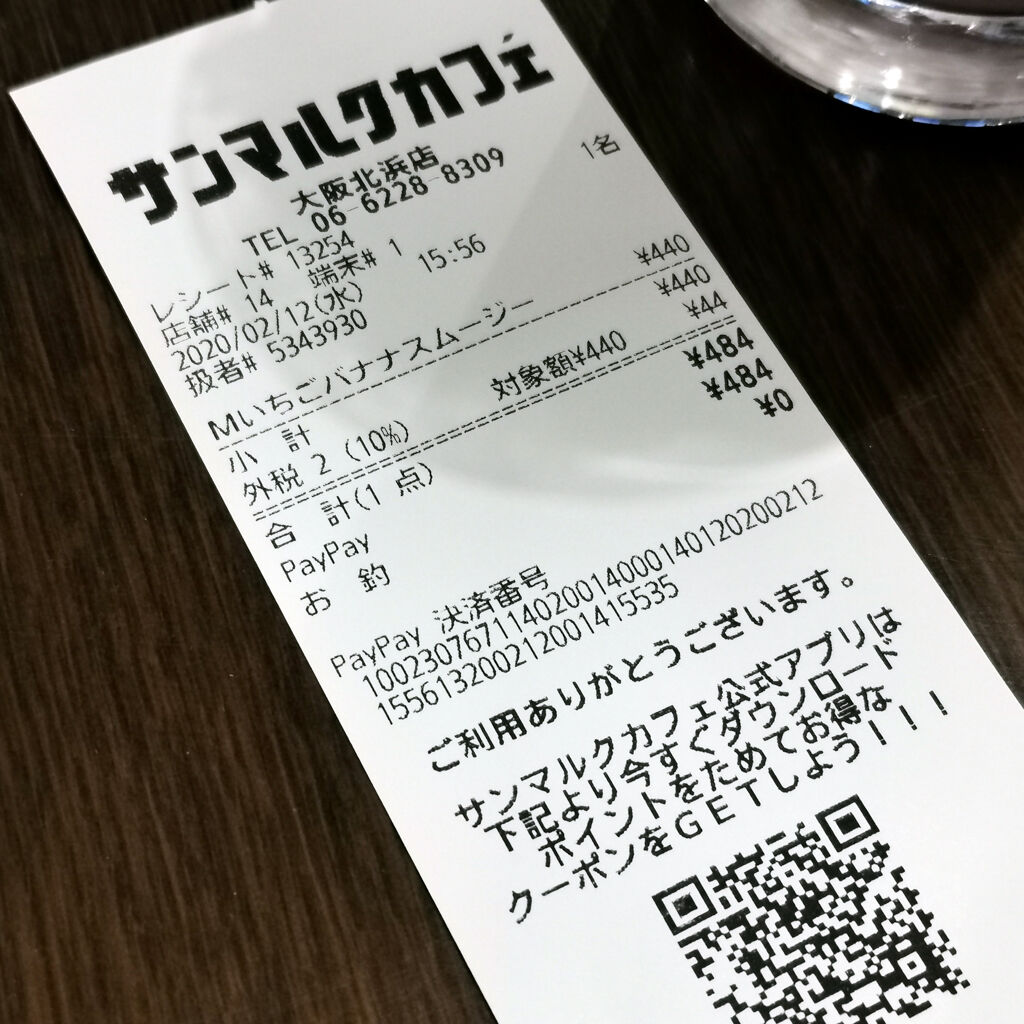 サンマルクカフェ
大阪北浜店
TEL 06-6228-8309
1名
レシート# 13254
店舗# 14 端末# 1
2020/02/12(水) 15:56
扱者# 5343930
Mいちごバナナスムージー ¥440
小 計 ¥440
外税 2 (10%) 対象額¥440 ¥44
合 計(1 点) ¥484
PayPay ¥484
お 釣 ¥0
PayPay 決済番号
10023076711402001400014012020​0212
15561320021200141​5535
ご利用ありがとうございます。
サンマルクカフェ公式アプリは
下記より今すぐダウンロード
ポイントをためてお得な
クーポンをGETしよう!!!